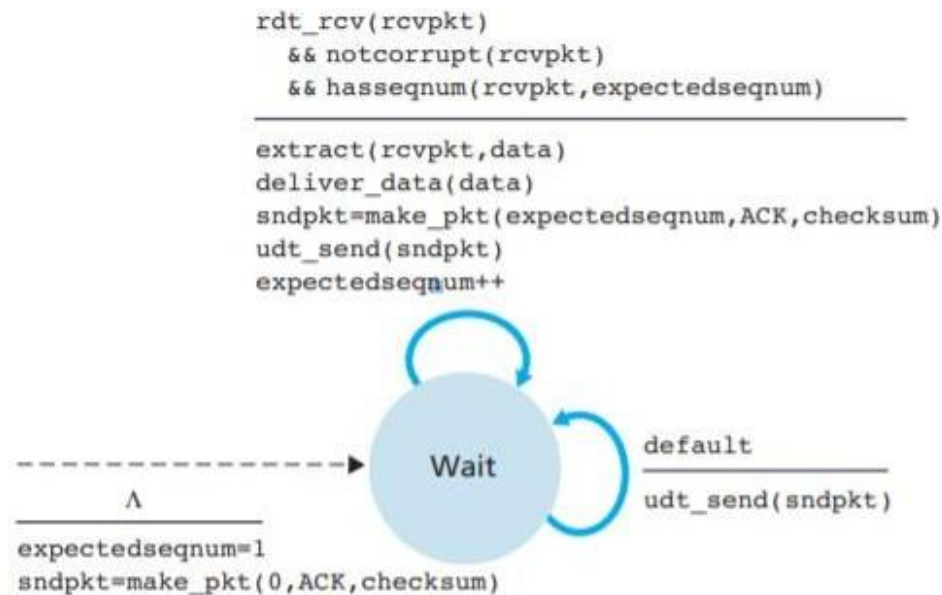 rdt_rcv(rcvpkt)
&& notcorrupt(rcvpkt)
&& hasseqnum(rcvpkt,expectedseqnum)
extract(rcvpkt,data)
deliver_data(data)
sndpkt=make_pkt(expectedseqnum,ACK,checksum)
udt_send(sndpkt)
expectedseqnum++
Wait
default
udt_send(sndpkt)
Λ
expectedseqnum=1
sndpkt=make_pkt(0,ACK,checksum)